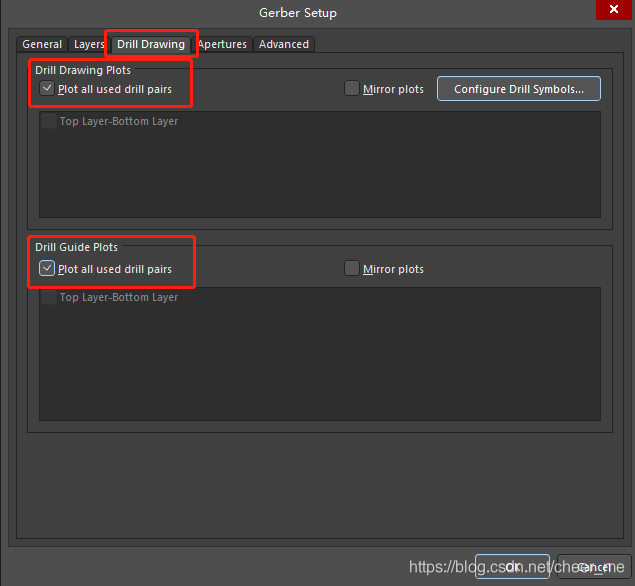 Gerber Setup
General Layers Drill Drawing Apertures Advanced
Drill Drawing Plots
Plot all used drill pairs Mirror plots Configure Drill Symbols...
Top Layer-Bottom Layer
Drill Guide Plots
Plot all used drill pairs Mirror plots
Top Layer-Bottom Layer
OK Cancel
https://blog.csdn.net/cheer_me